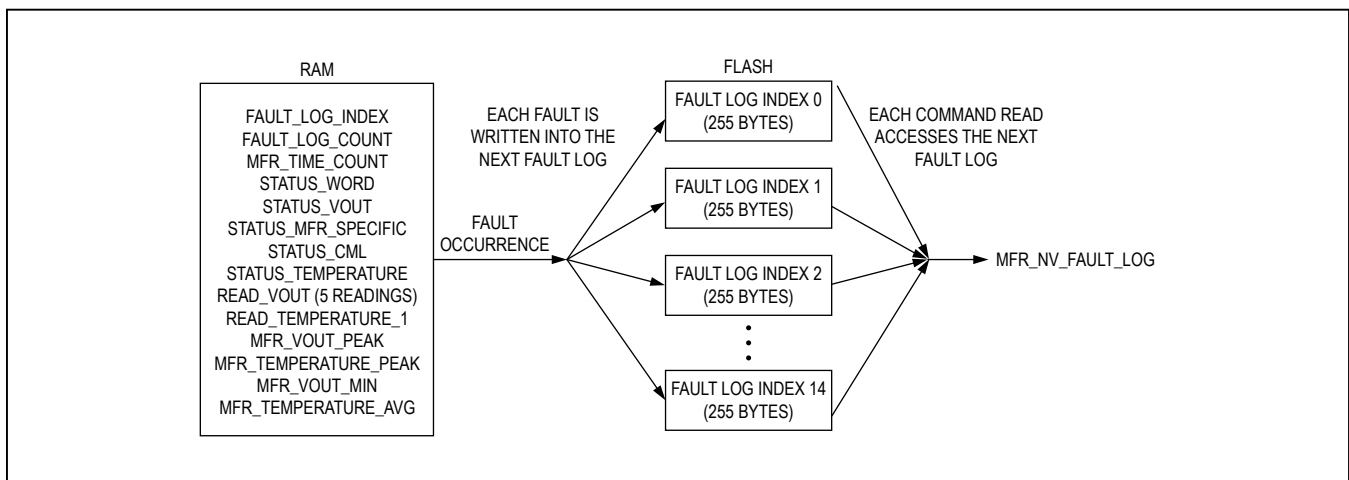 RAM
FAULT_LOG_INDEX
FAULT_LOG_COUNT
MFR_TIME_COUNT
STATUS_WORD
STATUS_VOUT
STATUS_MFR_SPECIFIC
STATUS_CML
STATUS_TEMPERATURE
READ_VOUT (5 READINGS)
READ_TEMPERATURE_1
MFR_VOUT_PEAK
MFR_TEMPERATURE_PEAK
MFR_VOUT_MIN
MFR_TEMPERATURE_AVG
FAULT
OCCURRENCE
EACH FAULT IS
WRITTEN INTO THE
NEXT FAULT LOG
FLASH
FAULT LOG INDEX 0
(255 BYTES)
FAULT LOG INDEX 1
(255 BYTES)
FAULT LOG INDEX 2
(255 BYTES)
FAULT LOG INDEX 14
(255 BYTES)
EACH COMMAND READ
ACCESSES THE NEXT
FAULT LOG
MFR_NV_FAULT_LOG